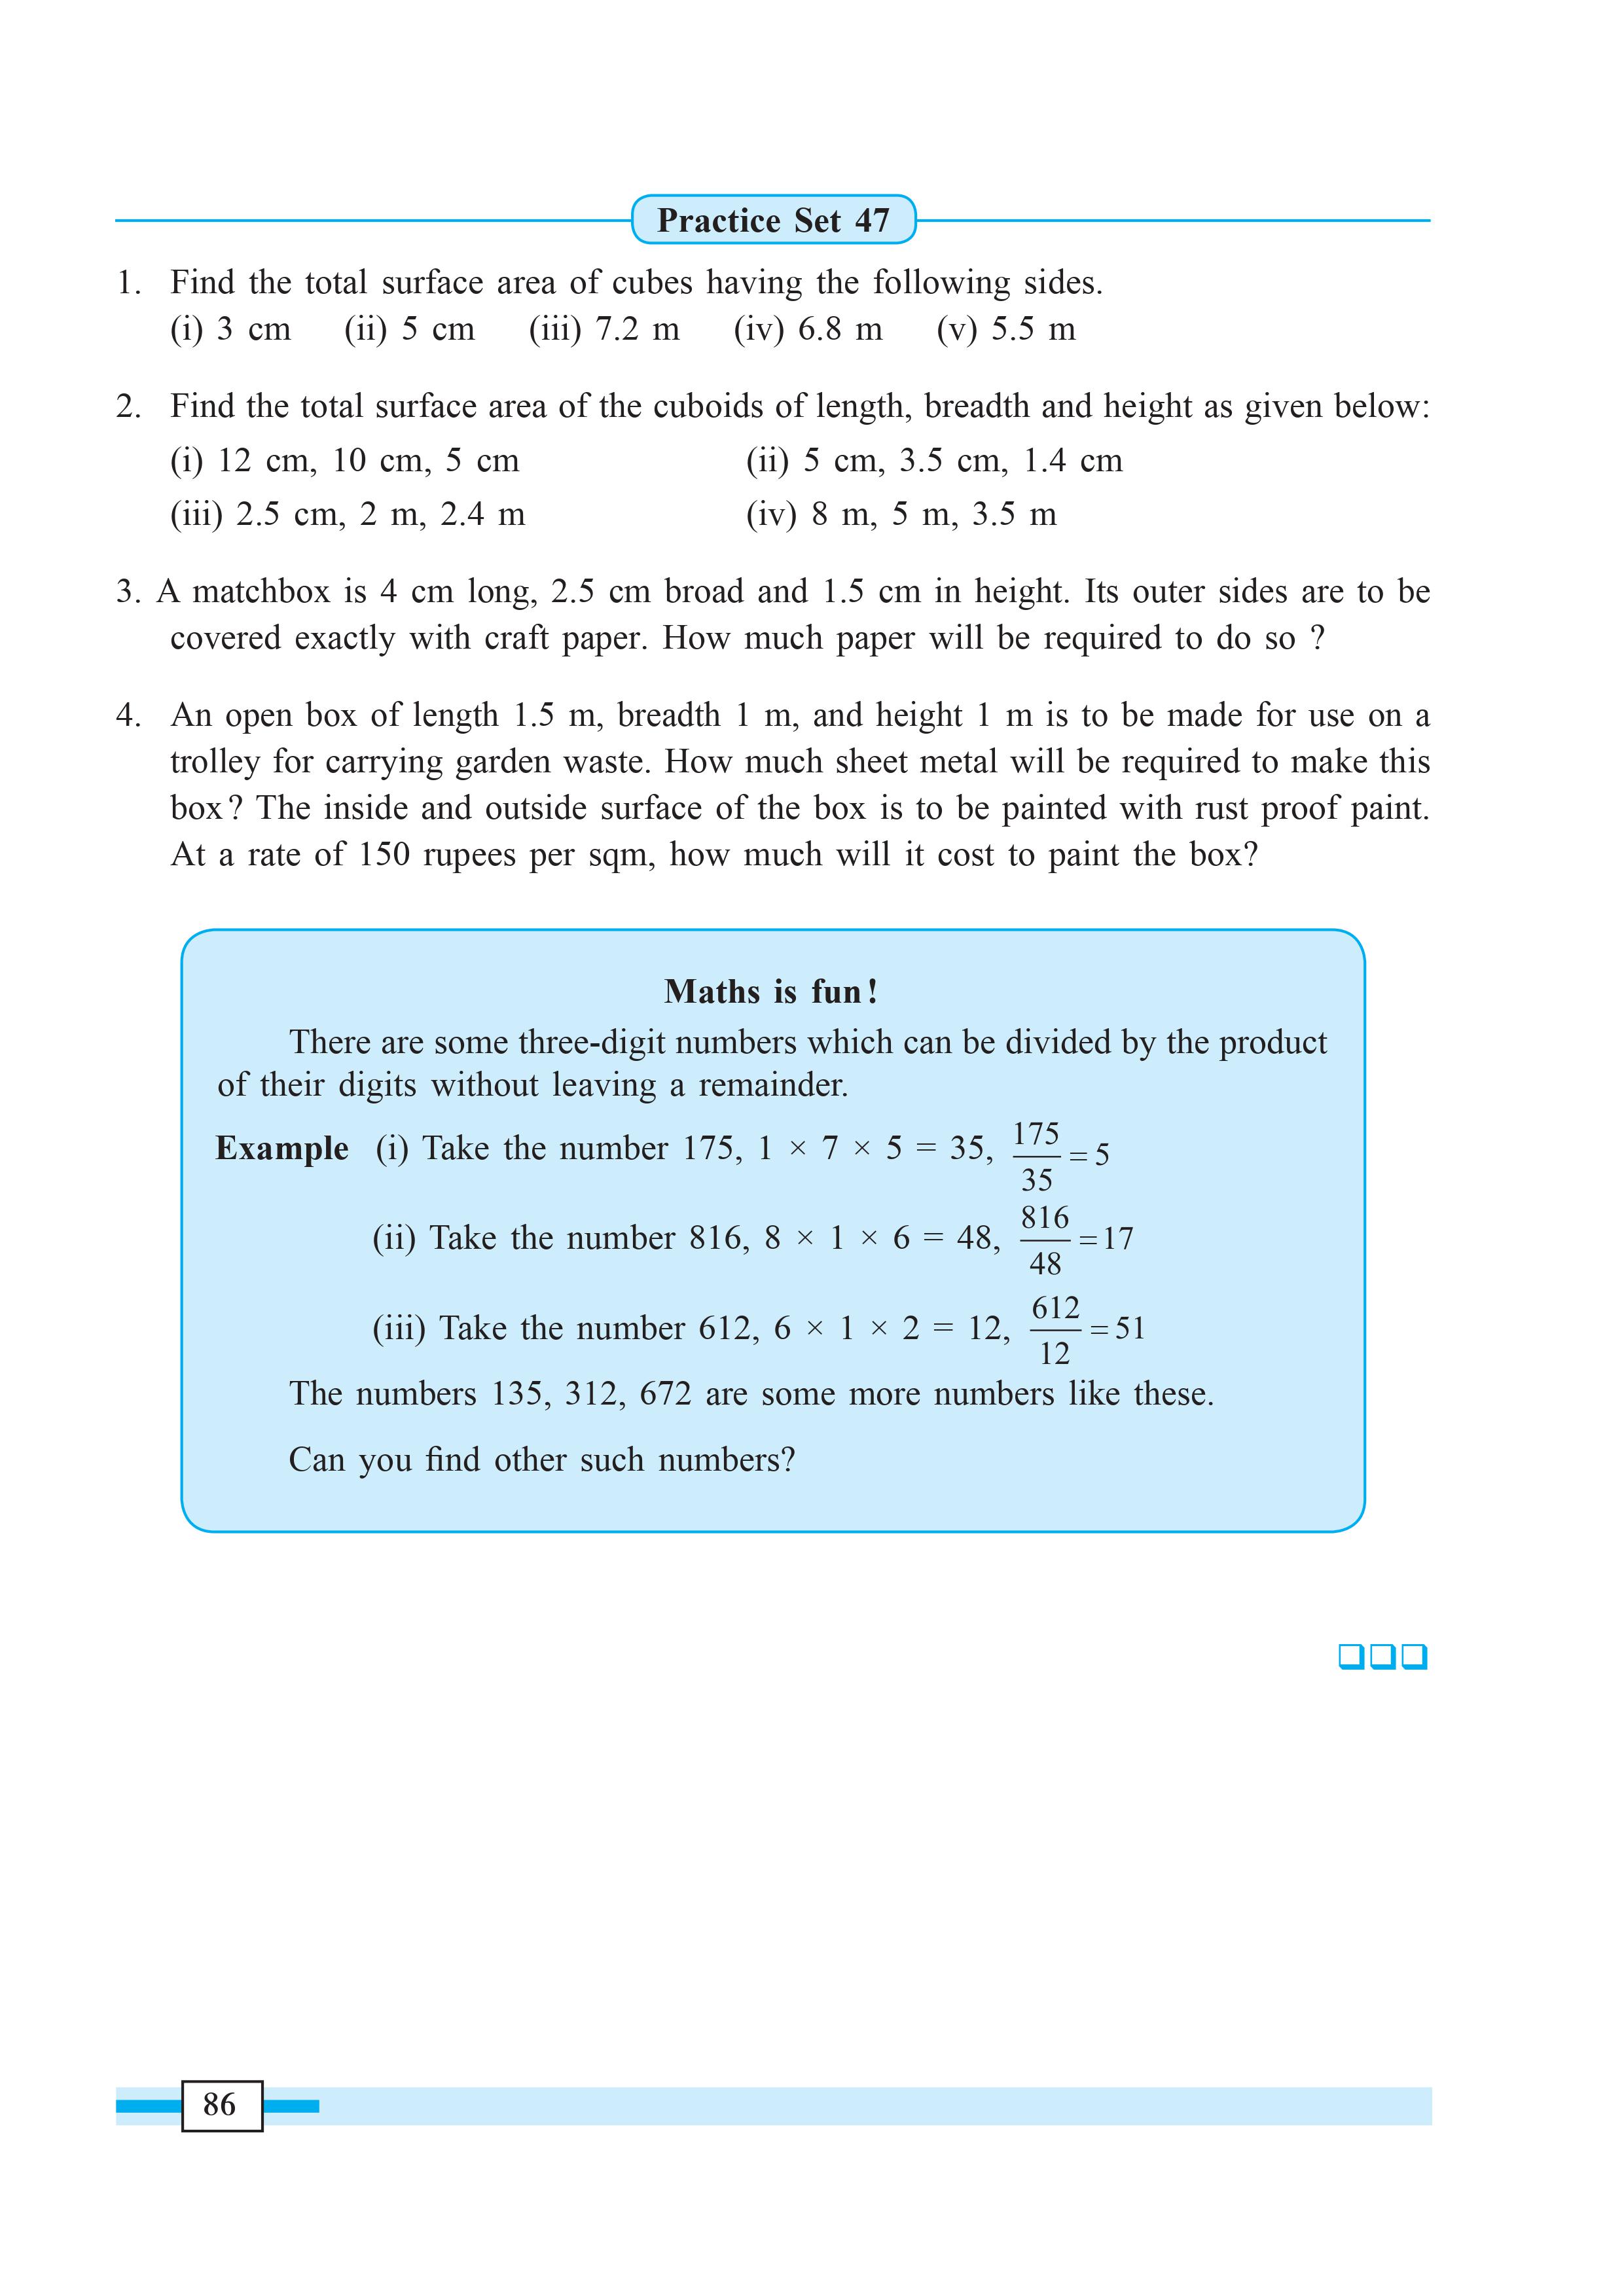 Practice Set 47
1. Find the total surface area of cubes having the following sides.
(i) 3 cm (ii) 5 cm (iii) 7.2 m (iv) 6.8 m (v) 5.5 m
2. Find the total surface area of the cuboids of length, breadth and height as given below:
(i) 12 cm, 10 cm, 5 cm (ii) 5 cm, 3.5 cm, 1.4 cm
(iii) 2.5 cm, 2 m, 2.4 m (iv) 8 m, 5 m, 3.5 m
3. A matchbox is 4 cm long, 2.5 cm broad and 1.5 cm in height. Its outer sides are to be
covered exactly with craft paper. How much paper will be required to do so ?
4. An open box of length 1.5 m, breadth 1 m, and height 1 m is to be made for use on a
trolley for carrying garden waste. How much sheet metal will be required to make this
box? The inside and outside surface of the box is to be painted with rust proof paint.
At a rate of 150 rupees per sqm, how much will it cost to paint the box?
Maths is fun!
There are some three-digit numbers which can be divided by the product
of their digits without leaving a remainder.
Example (i) Take the number 175, 1 × 7 × 5 = 35, 175/35 = 5
(ii) Take the number 816, 8 × 1 × 6 = 48, 816/48 = 17
(iii) Take the number 612, 6 × 1 × 2 = 12, 612/12 = 51
The numbers 135, 312, 672 are some more numbers like these.
Can you find other such numbers?
86